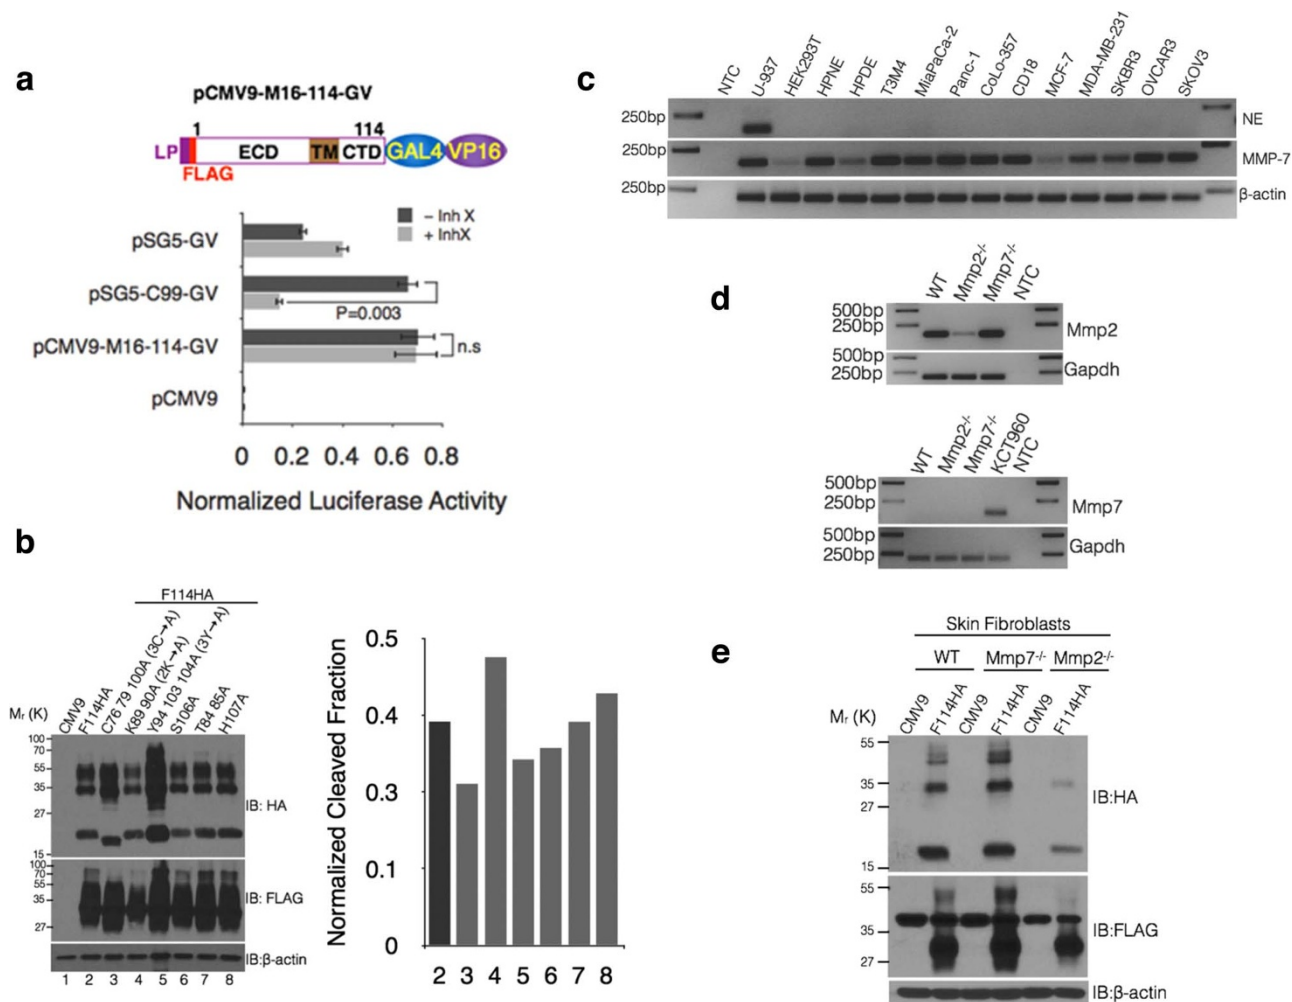 a
pCMV9-M16-114-GV
1 114
LP ECD TM CTD GAL4 VP16
FLAG
– Inh X
+ InhX
pSG5-GV
pSG5-C99-GV
P=0.003
pCMV9-M16-114-GV
n.s
pCMV9
0 0.2 0.4 0.6 0.8
Normalized Luciferase Activity
b
F114HA
CMV9
F114HA
C76 79 100A (3C→A)
K89 90A (2K→A)
Y94 103 104A (3Y→A)
S106A
T84 85A
H107A
Mr (K)
100
70
55
35
27
15
IB: HA
100
70
55
35
27
IB: FLAG
IB:β-actin
1 2 3 4 5 6 7 8
Normalized Cleaved Fraction
0.5
0.4
0.3
0.1
0
2 3 4 5 6 7 8
c
NTC
U-937
HEK293T
HPNE
HPDE
T3M4
MiaPaCa-2
Panc-1
CoLo-357
CD18
MCF-7
MDA-MB-231
SKBR3
OVCAR3
SKOV3
250bp NE
250bp MMP-7
250bp β-actin
d
WT
Mmp2-/-
Mmp7-/-
NTC
500bp
250bp Mmp2
500bp
250bp Gapdh
WT
Mmp2-/-
Mmp7-/-
KCT960
NTC
500bp
250bp Mmp7
500bp
250bp Gapdh
e
Skin Fibroblasts
WT Mmp7-/- Mmp2-/-
CMV9
F114HA
CMV9
F114HA
CMV9
F114HA
Mr (K)
55
35
27
15
IB:HA
55
35
27
IB:FLAG
IB:β-actin